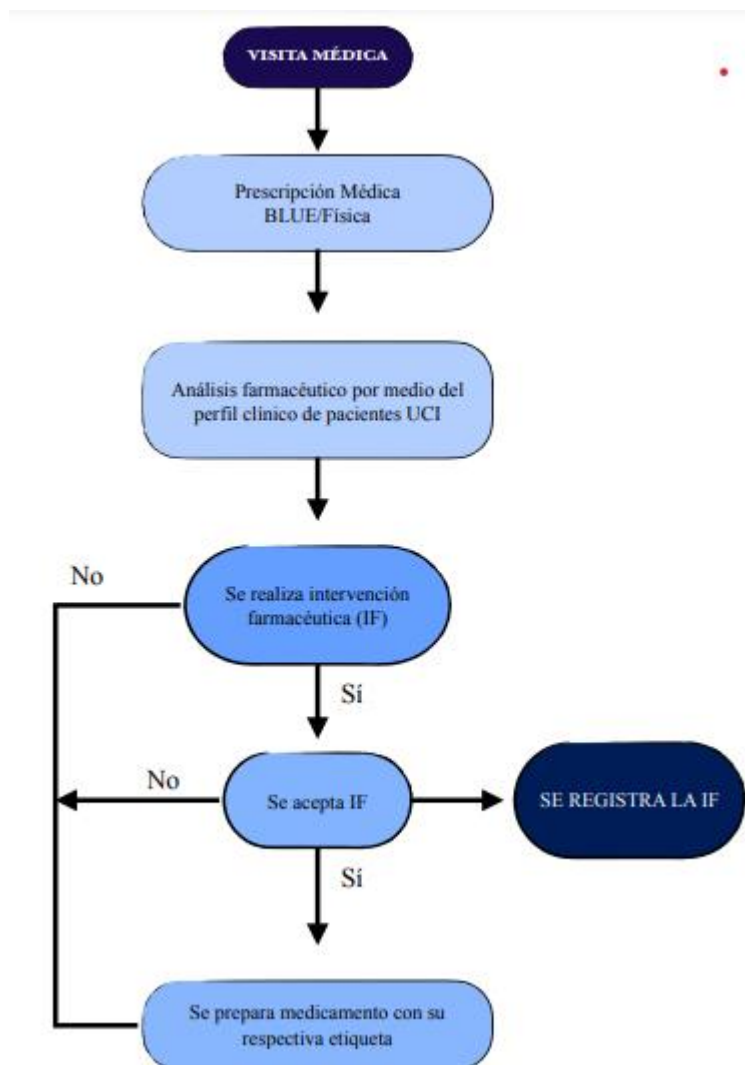 VISITA MÉDICA
Prescripción Médica
BLUE/Física
Análisis farmacéutico por medio del
perfil clínico de pacientes UCI
No
Se realiza intervención
farmacéutica (IF)
Sí
No
Se acepta IF
SE REGISTRA LA IF
Sí
Se prepara medicamento con su
respectiva etiqueta